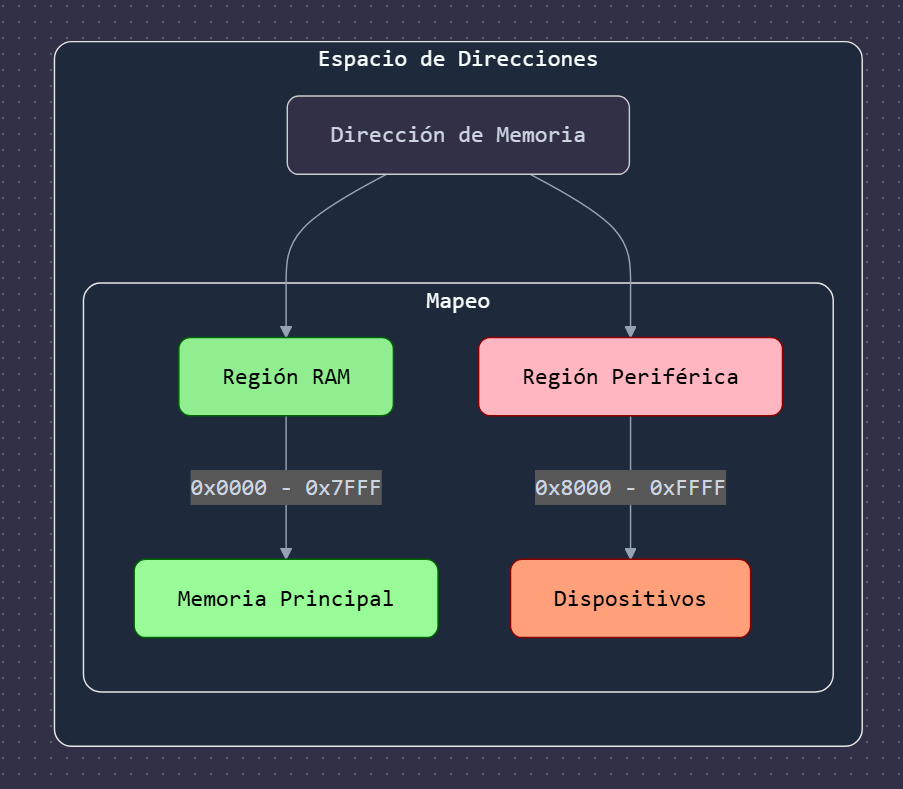 Espacio de Direcciones
Dirección de Memoria
Mapeo
Región RAM
Región Periférica
0x0000 - 0x7FFF
0x8000 - 0xFFFF
Memoria Principal
Dispositivos